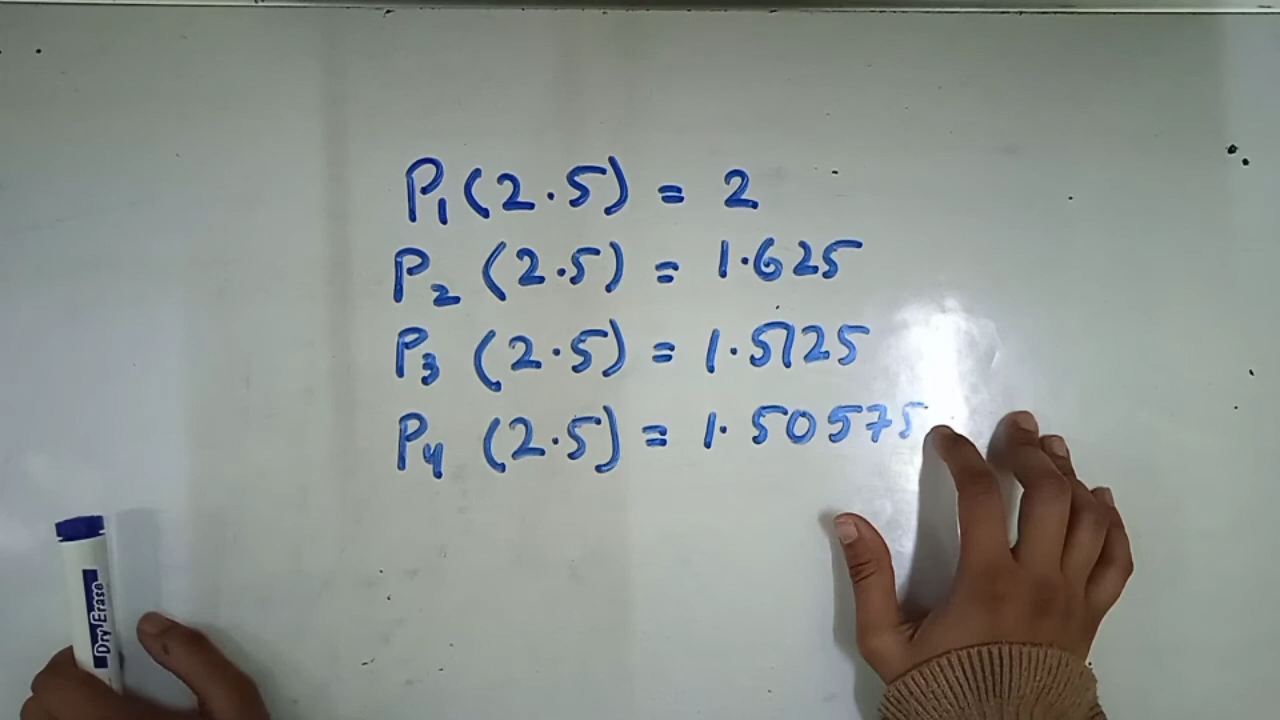 P₁(2.5) = 2
P₂ (2.5) = 1.625
P₃ (2.5) = 1.5125
P₄ (2.5) = 1.50575
Dry Erase